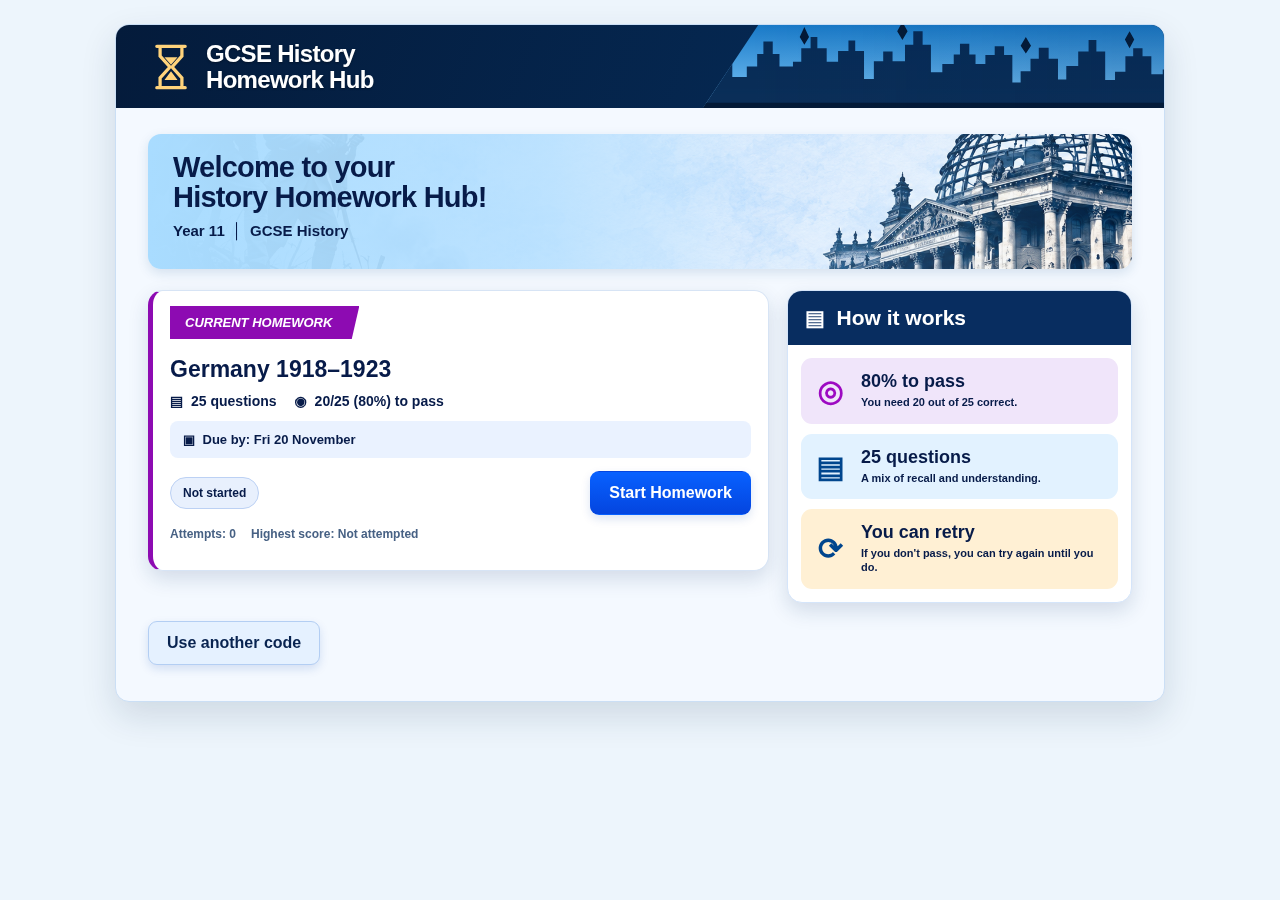 GCSE History
Homework Hub
Welcome to your
History Homework Hub!
Year 11 | GCSE History
CURRENT HOMEWORK
Germany 1918–1923
25 questions 20/25 (80%) to pass
Due by: Fri 20 November
Not started
Start Homework
Attempts: 0 Highest score: Not attempted
How it works
80% to pass
You need 20 out of 25 correct.
25 questions
A mix of recall and understanding.
You can retry
If you don't pass, you can try again until you
do.
Use another code